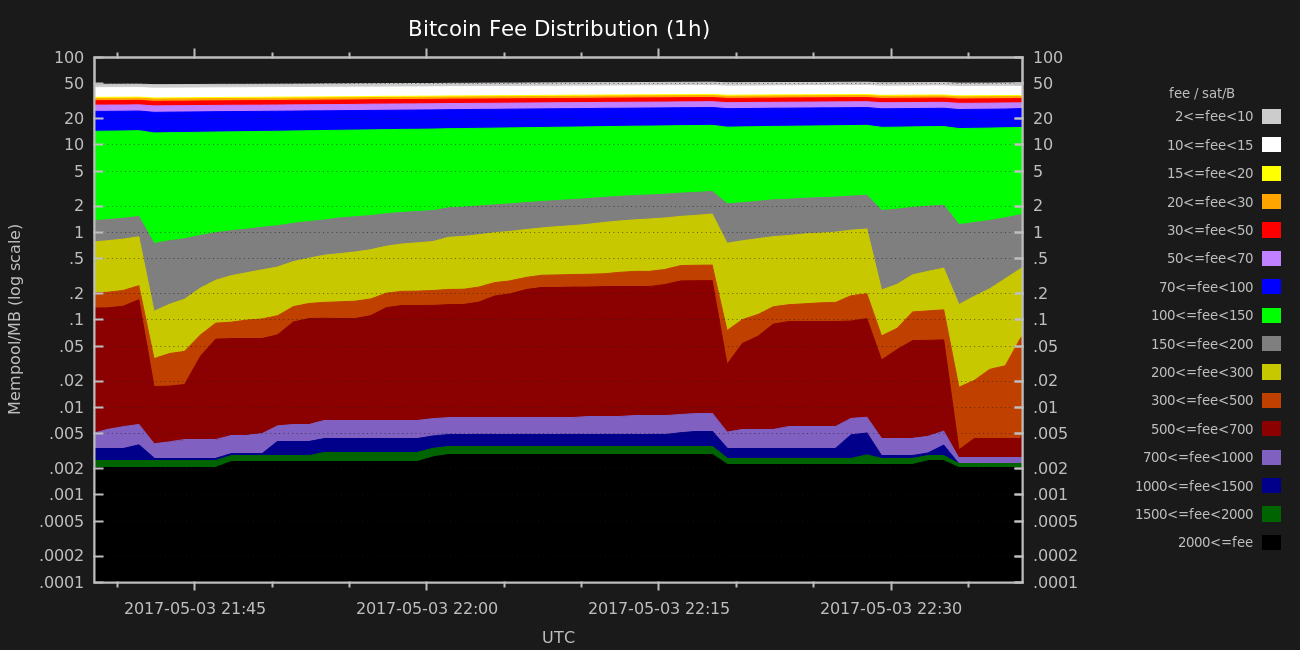 Bitcoin Fee Distribution (1h)
100
50
20
10
5
2
1
.5
.2
.1
.05
.02
.01
.005
.002
.001
.0005
.0002
.0001
Mempool/MB (log scale)
100
50
20
10
5
2
1
.5
.2
.1
.05
.02
.01
.005
.002
.001
.0005
.0002
.0001
2017-05-03 21:45
2017-05-03 22:00
2017-05-03 22:15
2017-05-03 22:30
UTC
fee / sat/B
2<=fee<10
10<=fee<15
15<=fee<20
20<=fee<30
30<=fee<50
50<=fee<70
70<=fee<100
100<=fee<150
150<=fee<200
200<=fee<300
300<=fee<500
500<=fee<700
700<=fee<1000
1000<=fee<1500
1500<=fee<2000
2000<=fee